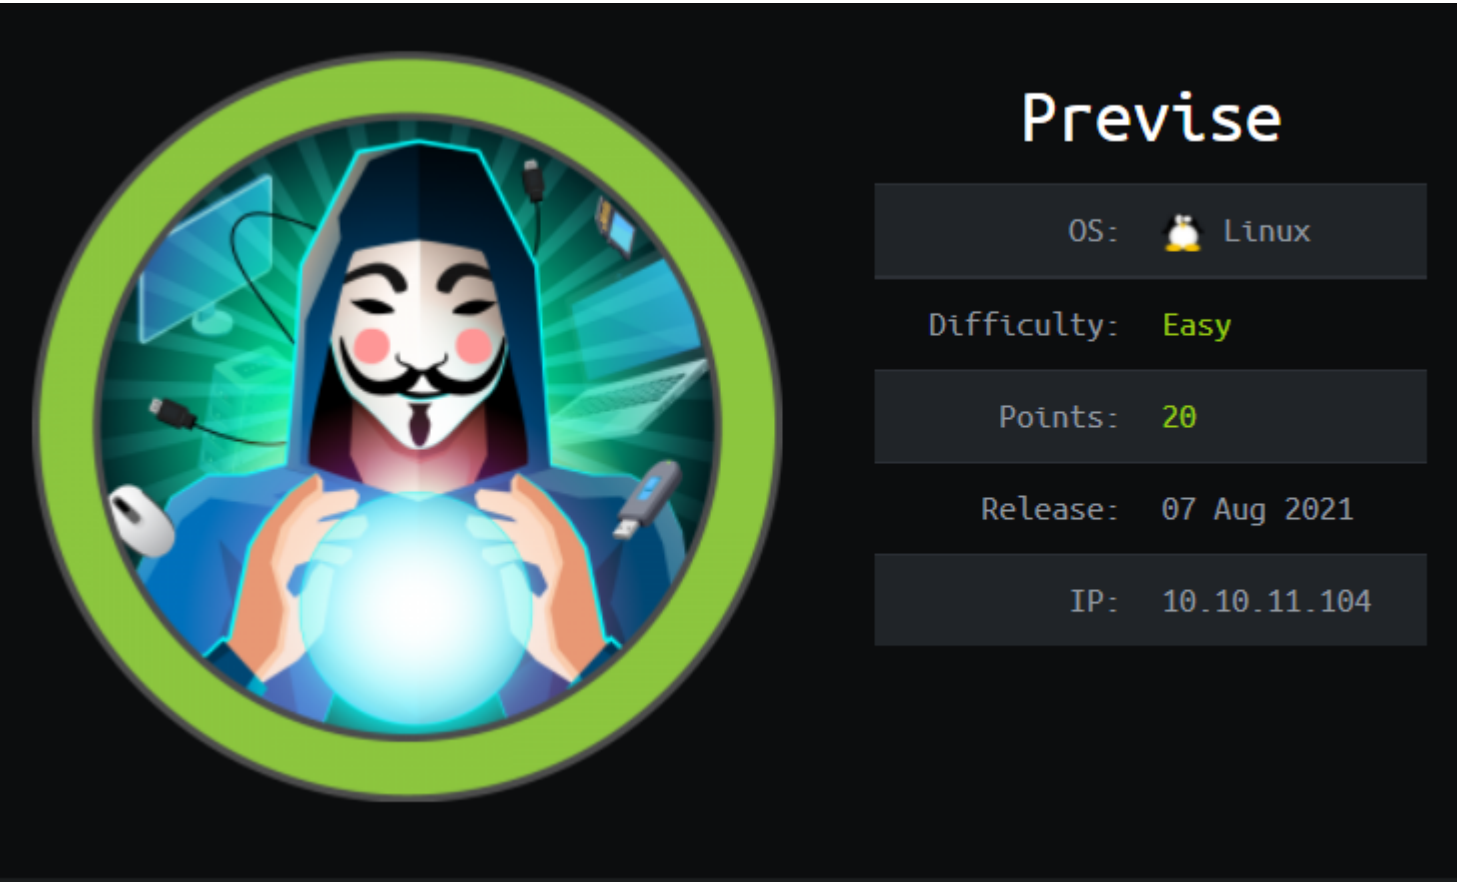 Previse
OS: Linux
Difficulty: Easy
Points: 20
Release: 07 Aug 2021
IP: 10.10.11.104